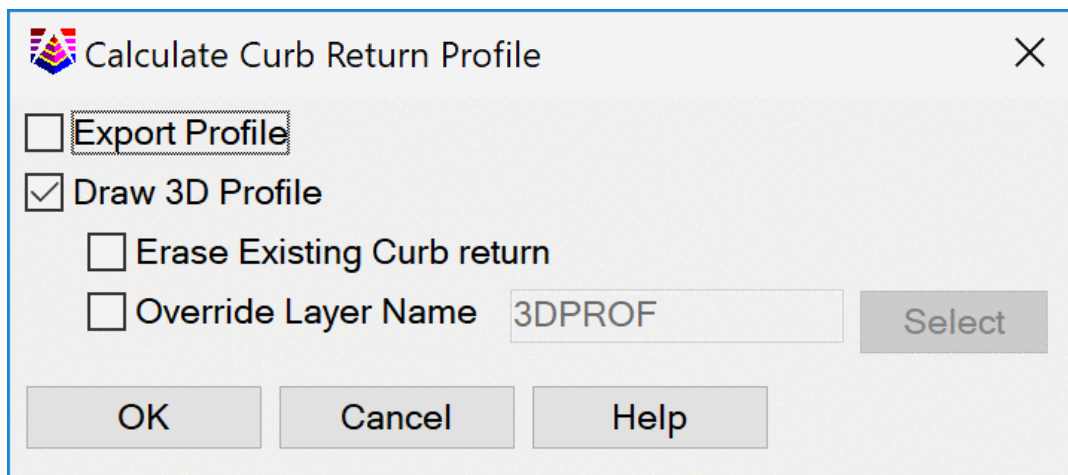 Calculate Curb Return Profile
Export Profile
Draw 3D Profile
Erase Existing Curb return
Override Layer Name 3DPROF Select
OK Cancel Help